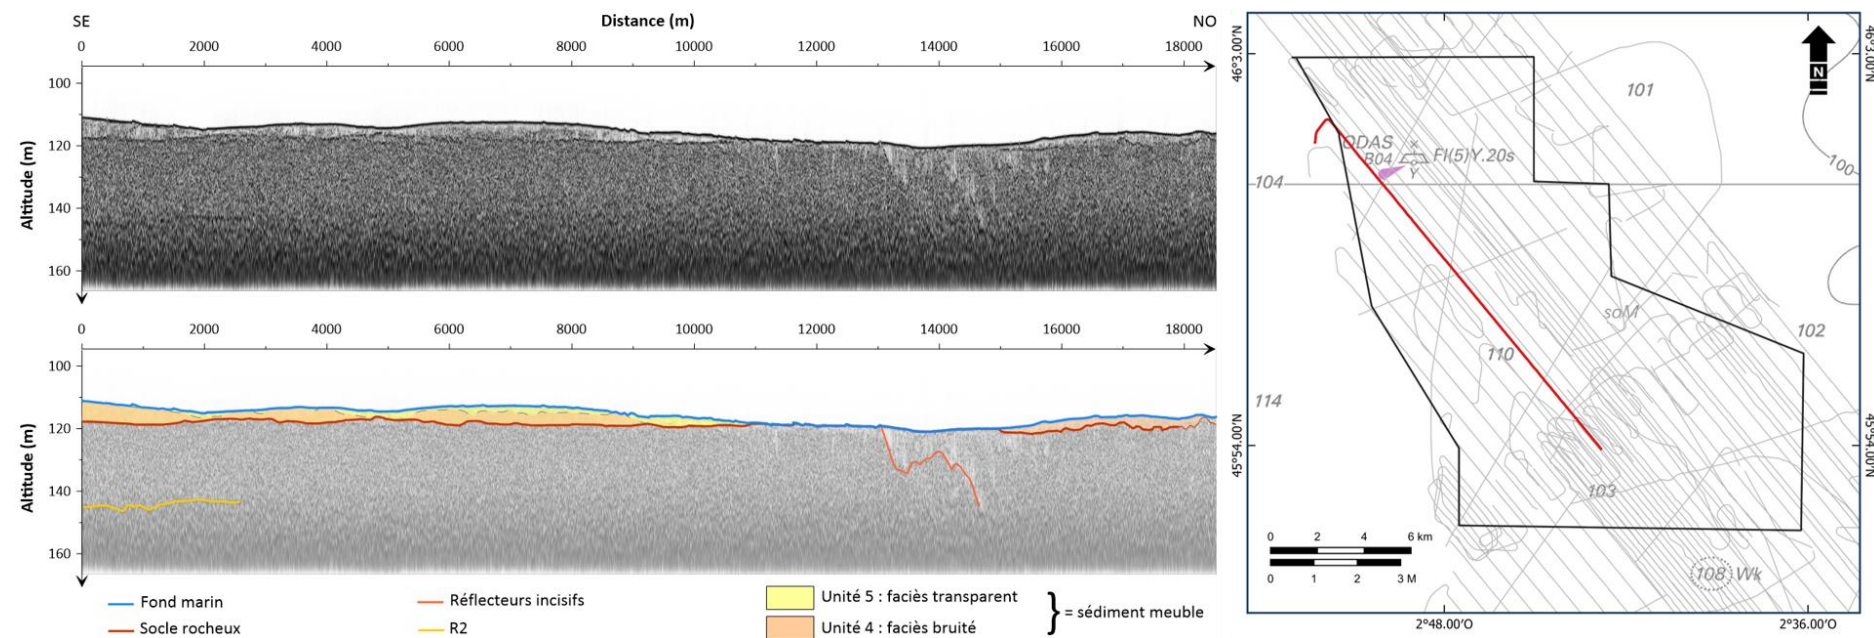 SE Distance (m) NO
0 2000 4000 6000 8000 10000 12000 14000 16000 18000
100
120
140
160
Altitude (m)
0 2000 4000 6000 8000 10000 12000 14000 16000 18000
100
120
140
160
Altitude (m)
Fond marin
Socle rocheux
Réflecteurs incisifs
R2
Unité 5 : faciès transparent
Unité 4 : faciès bruité
= sédiment meuble
46°3.00'N
46°3.00'N
N
101
100
ODAS
B04
Fl(5)Y.20s
Y
104
soM
102
110
114
45°54.00'N
45°54.00'N
103
0 2 4 6 km
0 1 2 3 M
108 Wk
2°48.00'O 2°36.00'O